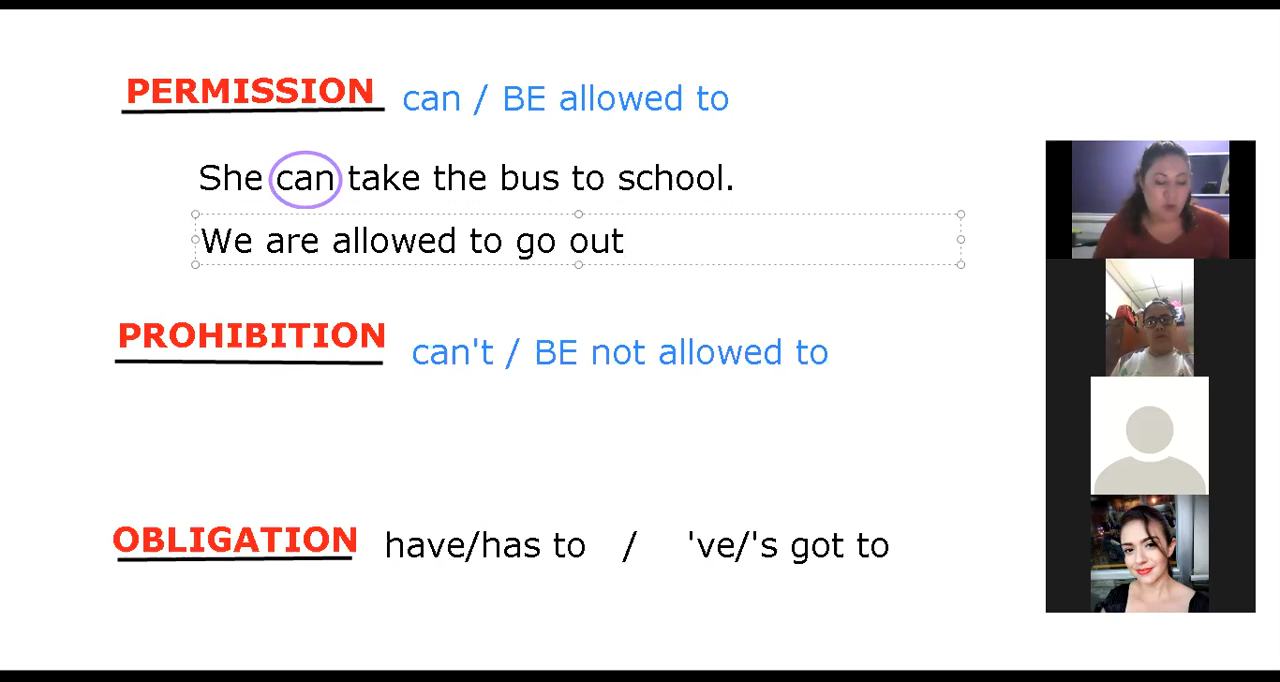 PERMISSION can / BE allowed to
She can take the bus to school.
We are allowed to go out
PROHIBITION can't / BE not allowed to
OBLIGATION have/has to / 've/'s got to